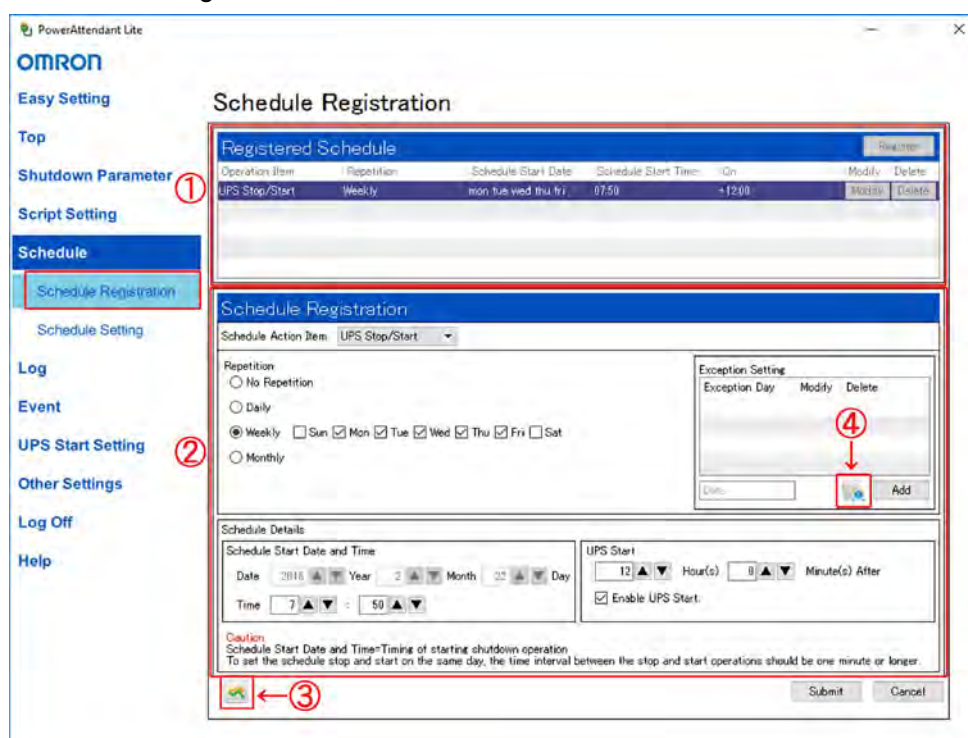 PowerAttendant Lite
OMRON
Easy Setting
Top
Shutdown Parameter
Script Setting
Schedule
Schedule Registration
Schedule Setting
Log
Event
UPS Start Setting
Other Settings
Log Off
Help
Schedule Registration
①
Registered Schedule Register
Operation Item Repetition Schedule Start Date Schedule Start Time On Modify Delete
UPS Stop/Start Weekly mon tue wed thu fri 07:50 +12:00 Modify Delete
②
Schedule Registration
Schedule Action Item UPS Stop/Start
Repetition
No Repetition
Daily
Weekly Sun Mon Tue Wed Thu Fri Sat
Monthly
Exception Setting
Exception Day Modify Delete
④
↓
Date Add
Schedule Details
Schedule Start Date and Time
Date 2016 ▲ ▼ Year 2 ▲ ▼ Month 22 ▲ ▼ Day
Time 7 ▲ ▼ : 50 ▲ ▼
UPS Start
12 ▲ ▼ Hour(s) 0 ▲ ▼ Minute(s) After
Enable UPS Start.
Caution
Schedule Start Date and Time=Timing of starting shutdown operation
To set the schedule stop and start on the same day, the time interval between the stop and start operations should be one minute or longer.
←③
Submit Cancel